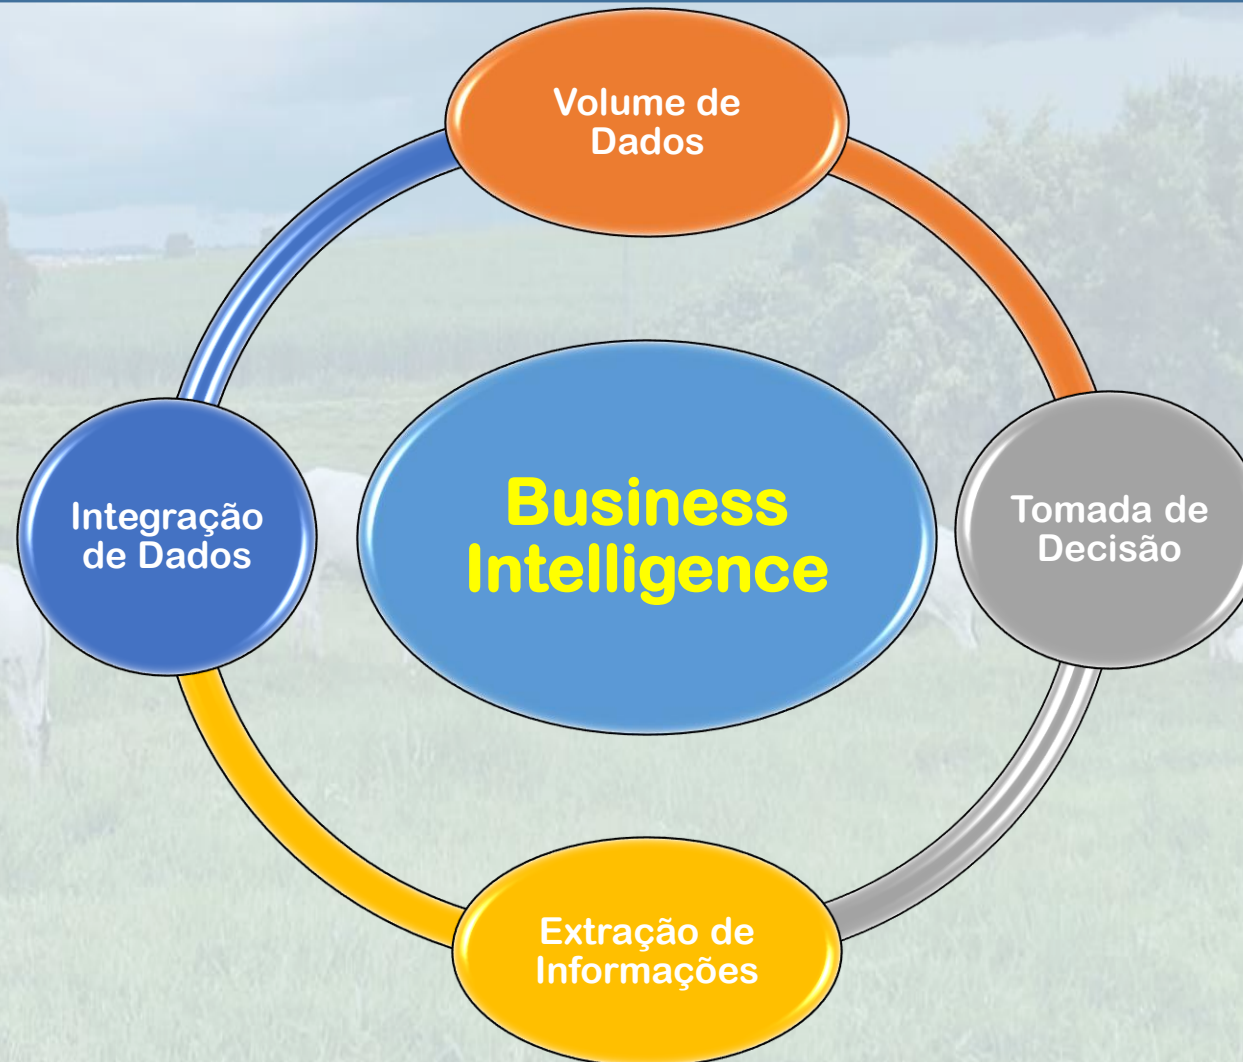 Volume de
Dados
Business
Intelligence
Integração
de Dados
Tomada de
Decisão
Extração de
Informações